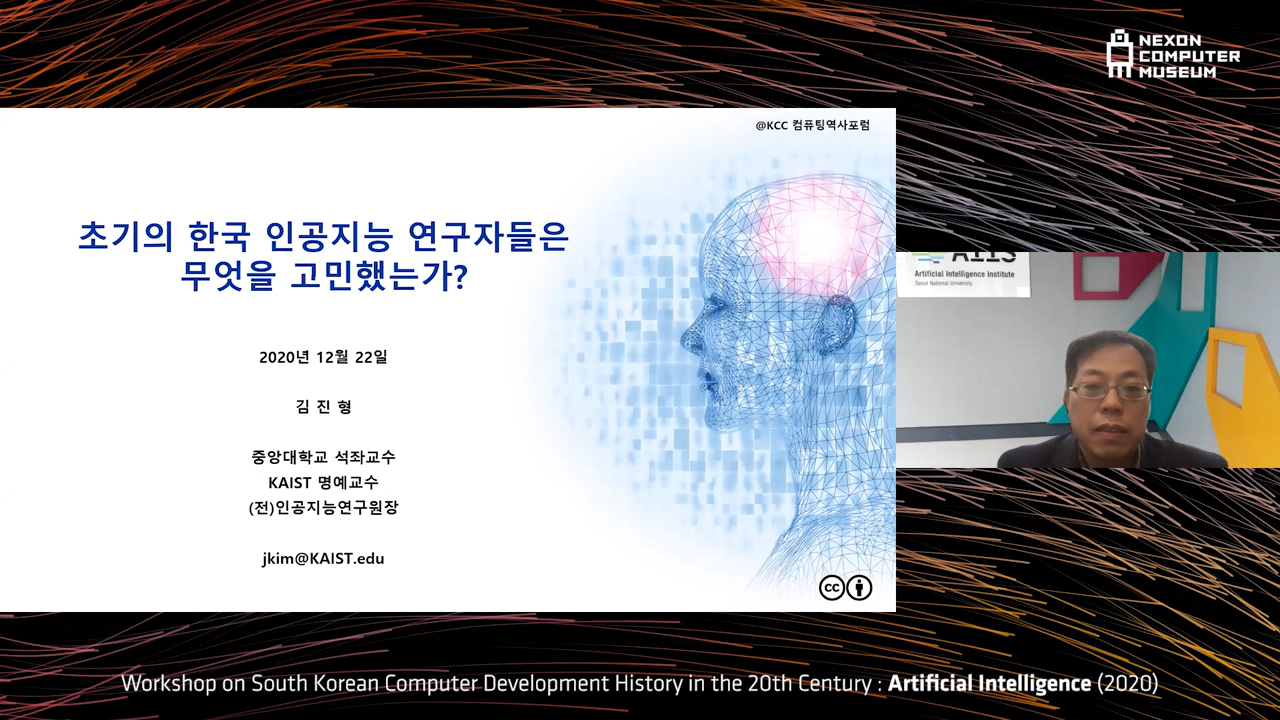 NEXON
COMPUTER
MUSEUM
@KCC 컴퓨팅역사포럼
초기의 한국 인공지능 연구자들은
무엇을 고민했는가?
2020년 12월 22일
김 진 형
중앙대학교 석좌교수
KAIST 명예교수
(전)인공지능연구원장
jkim@KAIST.edu
cc
AIIS
Artificial Intelligence Institute
Seoul National University
Workshop on South Korean Computer Development History in the 20th Century : Artificial Intelligence (2020)